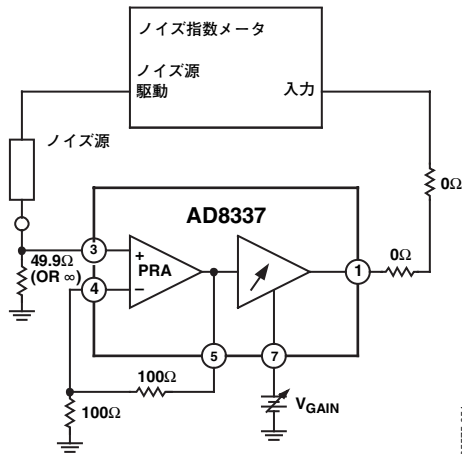 ノイズ指数メータ
ノイズ源
駆動
入力
ノイズ源
0Ω
AD8337
3
+
PRA
49.9Ω
(OR ∞)
4
–
1
0Ω
5
7
100Ω
100Ω
VGAIN